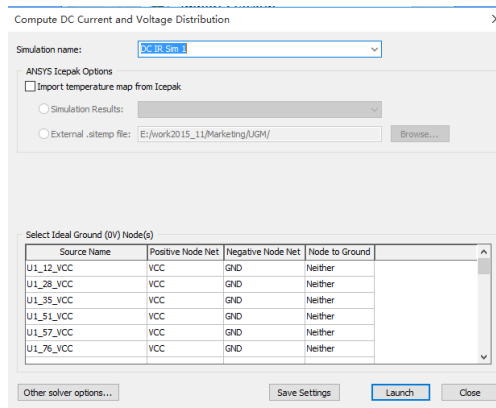 Compute DC Current and Voltage Distribution
Simulation name: DC IR Sim 1
ANSYS Icepak Options
Import temperature map from Icepak
Simulation Results:
External .sitemp file: E:/work2015_11/Marketing/UGM/ Browse...
Select Ideal Ground (0V) Node(s)
Source Name Positive Node Net Negative Node Net Node to Ground
U1_12_VCC VCC GND Neither
U1_28_VCC VCC GND Neither
U1_35_VCC VCC GND Neither
U1_51_VCC VCC GND Neither
U1_57_VCC VCC GND Neither
U1_76_VCC VCC GND Neither
Other solver options... Save Settings Launch Close